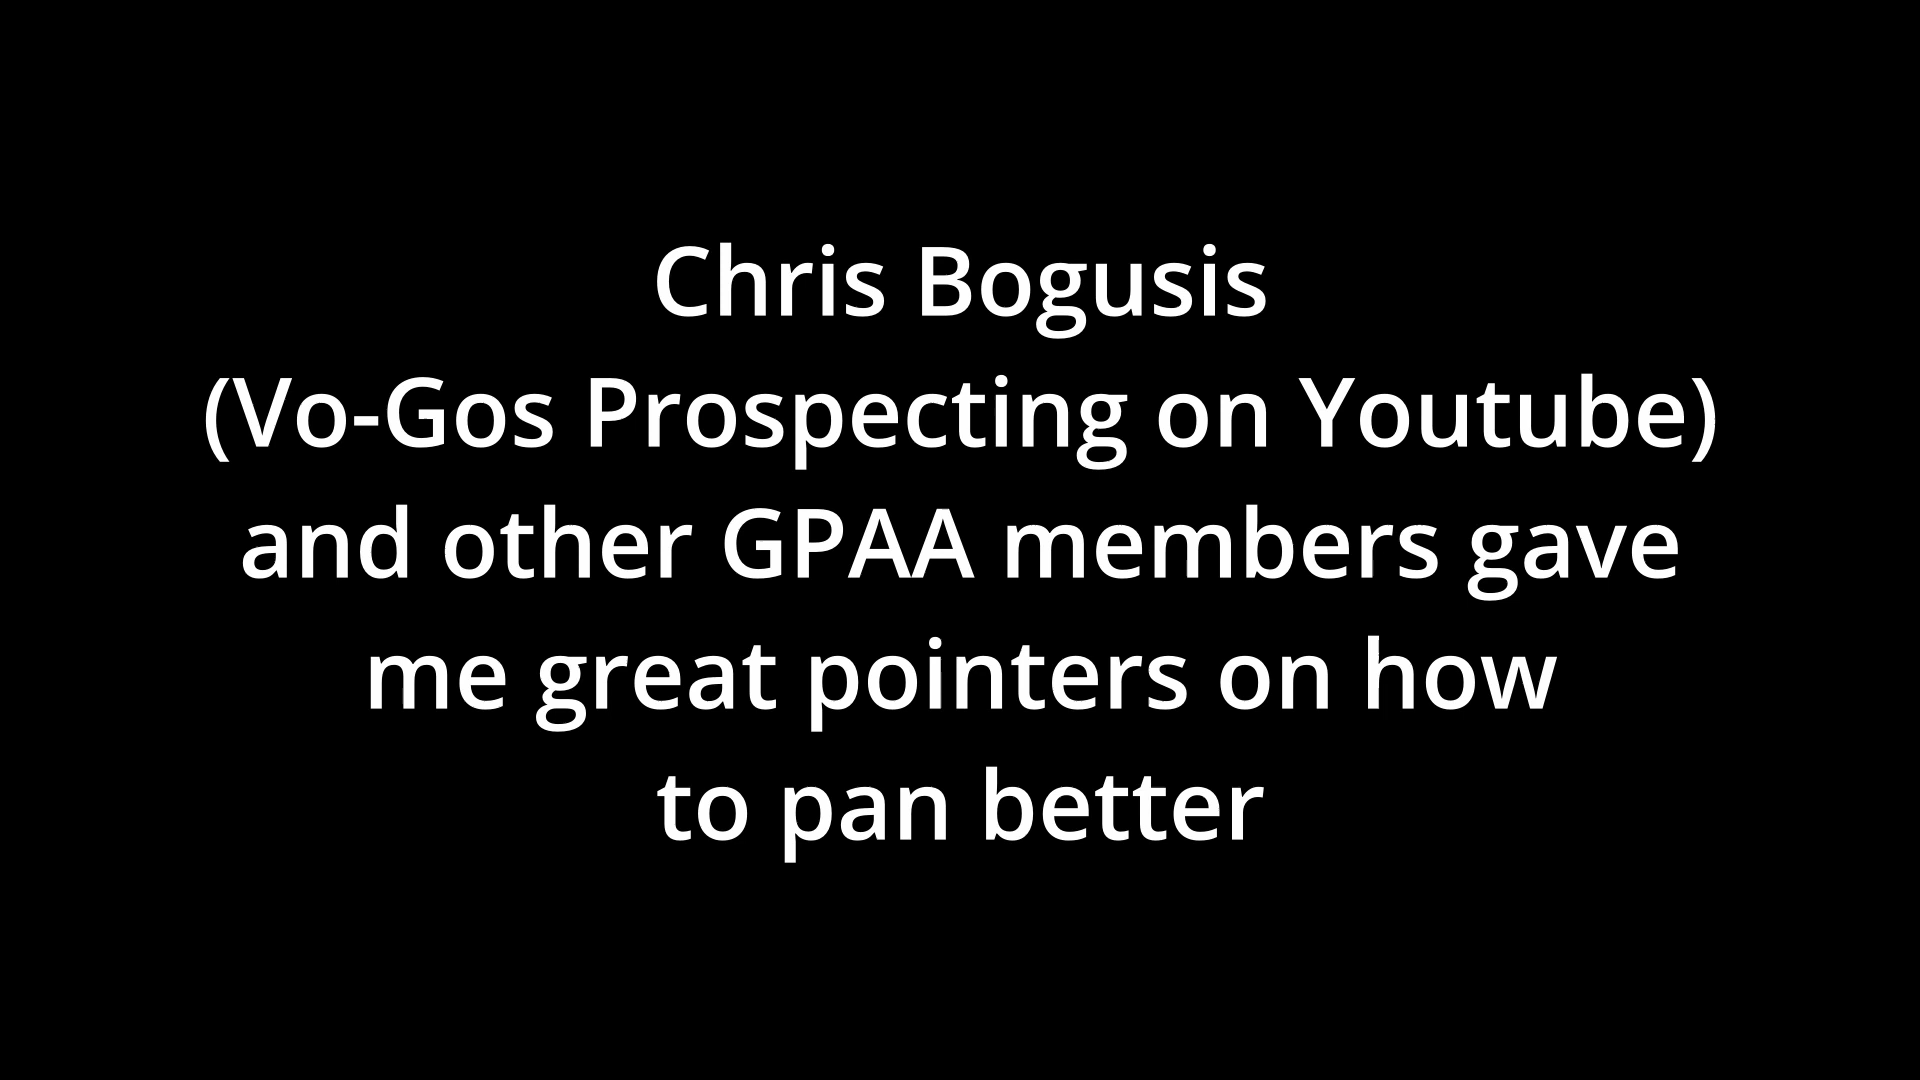 Chris Bogusis
(Vo-Gos Prospecting on Youtube)
and other GPAA members gave
me great pointers on how
to pan better